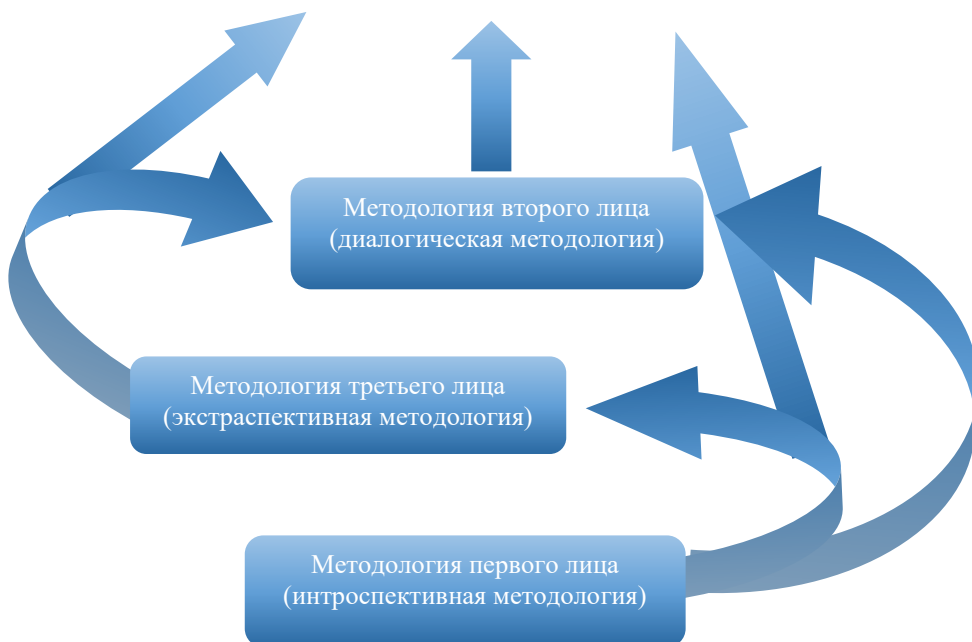 Методология второго лица
(диалогическая методология)
Методология третьего лица
(экстраспективная методология)
Методология первого лица
(интроспективная методология)